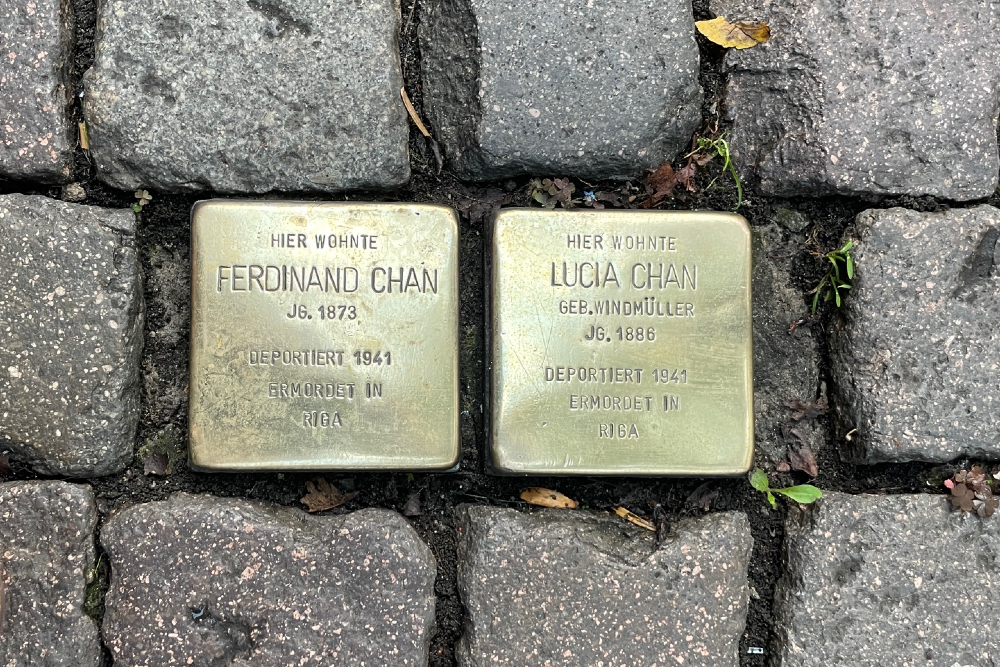 HIER WOHNTE
FERDINAND CHAN
JG. 1873
DEPORTIERT 1941
ERMORDET IN
RIGA
HIER WOHNTE
LUCIA CHAN
GEB.WINDMÜLLER
JG. 1886
DEPORTIERT 1941
ERMORDET IN
RIGA